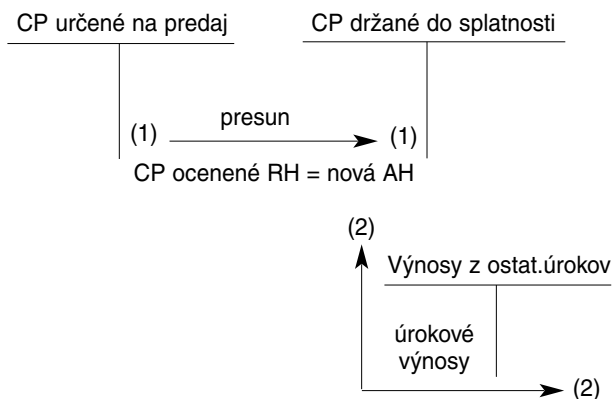 CP určené na predaj
CP držané do splatnosti
(1)
presun
(1)
CP ocenené RH = nová AH
(2)
Výnosy z ostat.úrokov
úrokové
výnosy
(2)